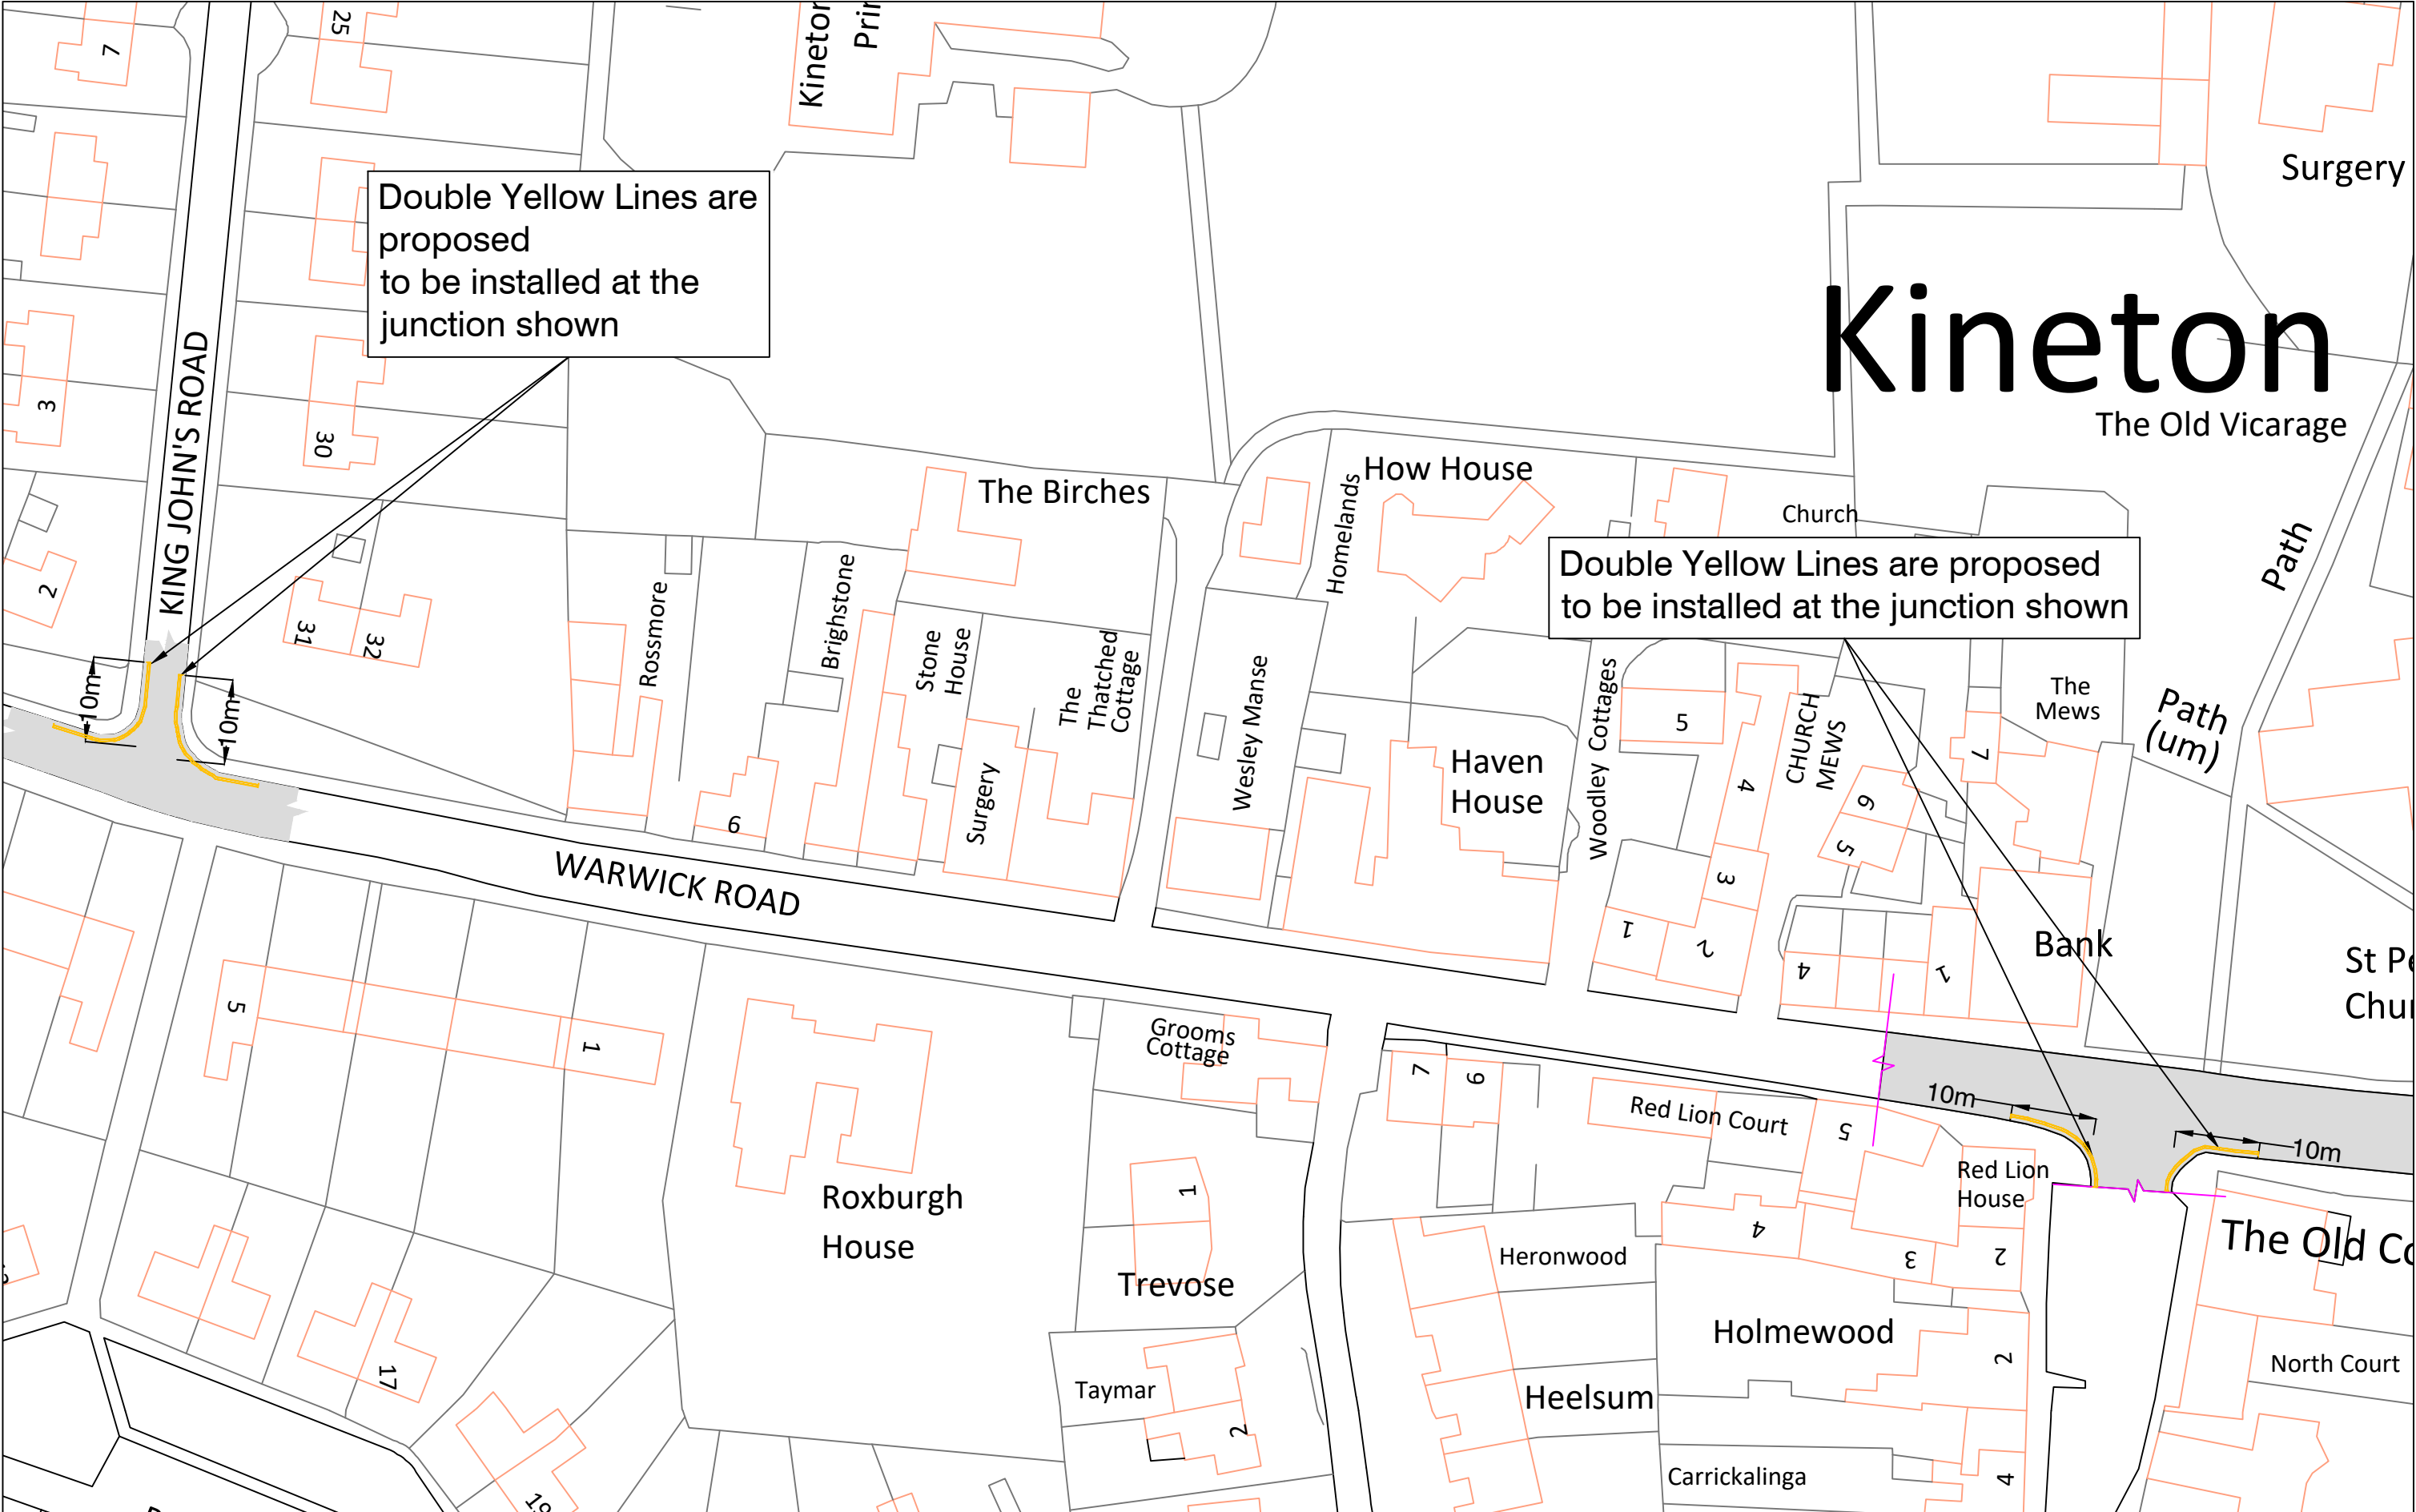 7
25
Kineton
Prir
Surgery
Double Yellow Lines are
proposed
to be installed at the
junction shown
Kineton
The Old Vicarage
3
30
KING JOHN'S ROAD
The Birches
How House
Homelands
Church
Path
Double Yellow Lines are proposed
to be installed at the junction shown
2
31
32
Rossmore
Brighstone
Stone
House
The
Thatched
Cottage
Wesley Manse
Woodley Cottages
5
CHURCH
MEWS
The
Mews
Path
(um)
10m
10m
Surgery
Haven
House
4
7
6
5
9
3
WARWICK ROAD
1
2
4
1
Bank
St Pe
Chur
5
1
Grooms
Cottage
7
9
Red Lion Court
5
10m
10m
Red Lion
House
Roxburgh
House
1
Trevose
Heronwood
4
3
2
The Old Co
Holmewood
2
North Court
17
Taymar
2
Heelsum
Carrickalinga
4
19